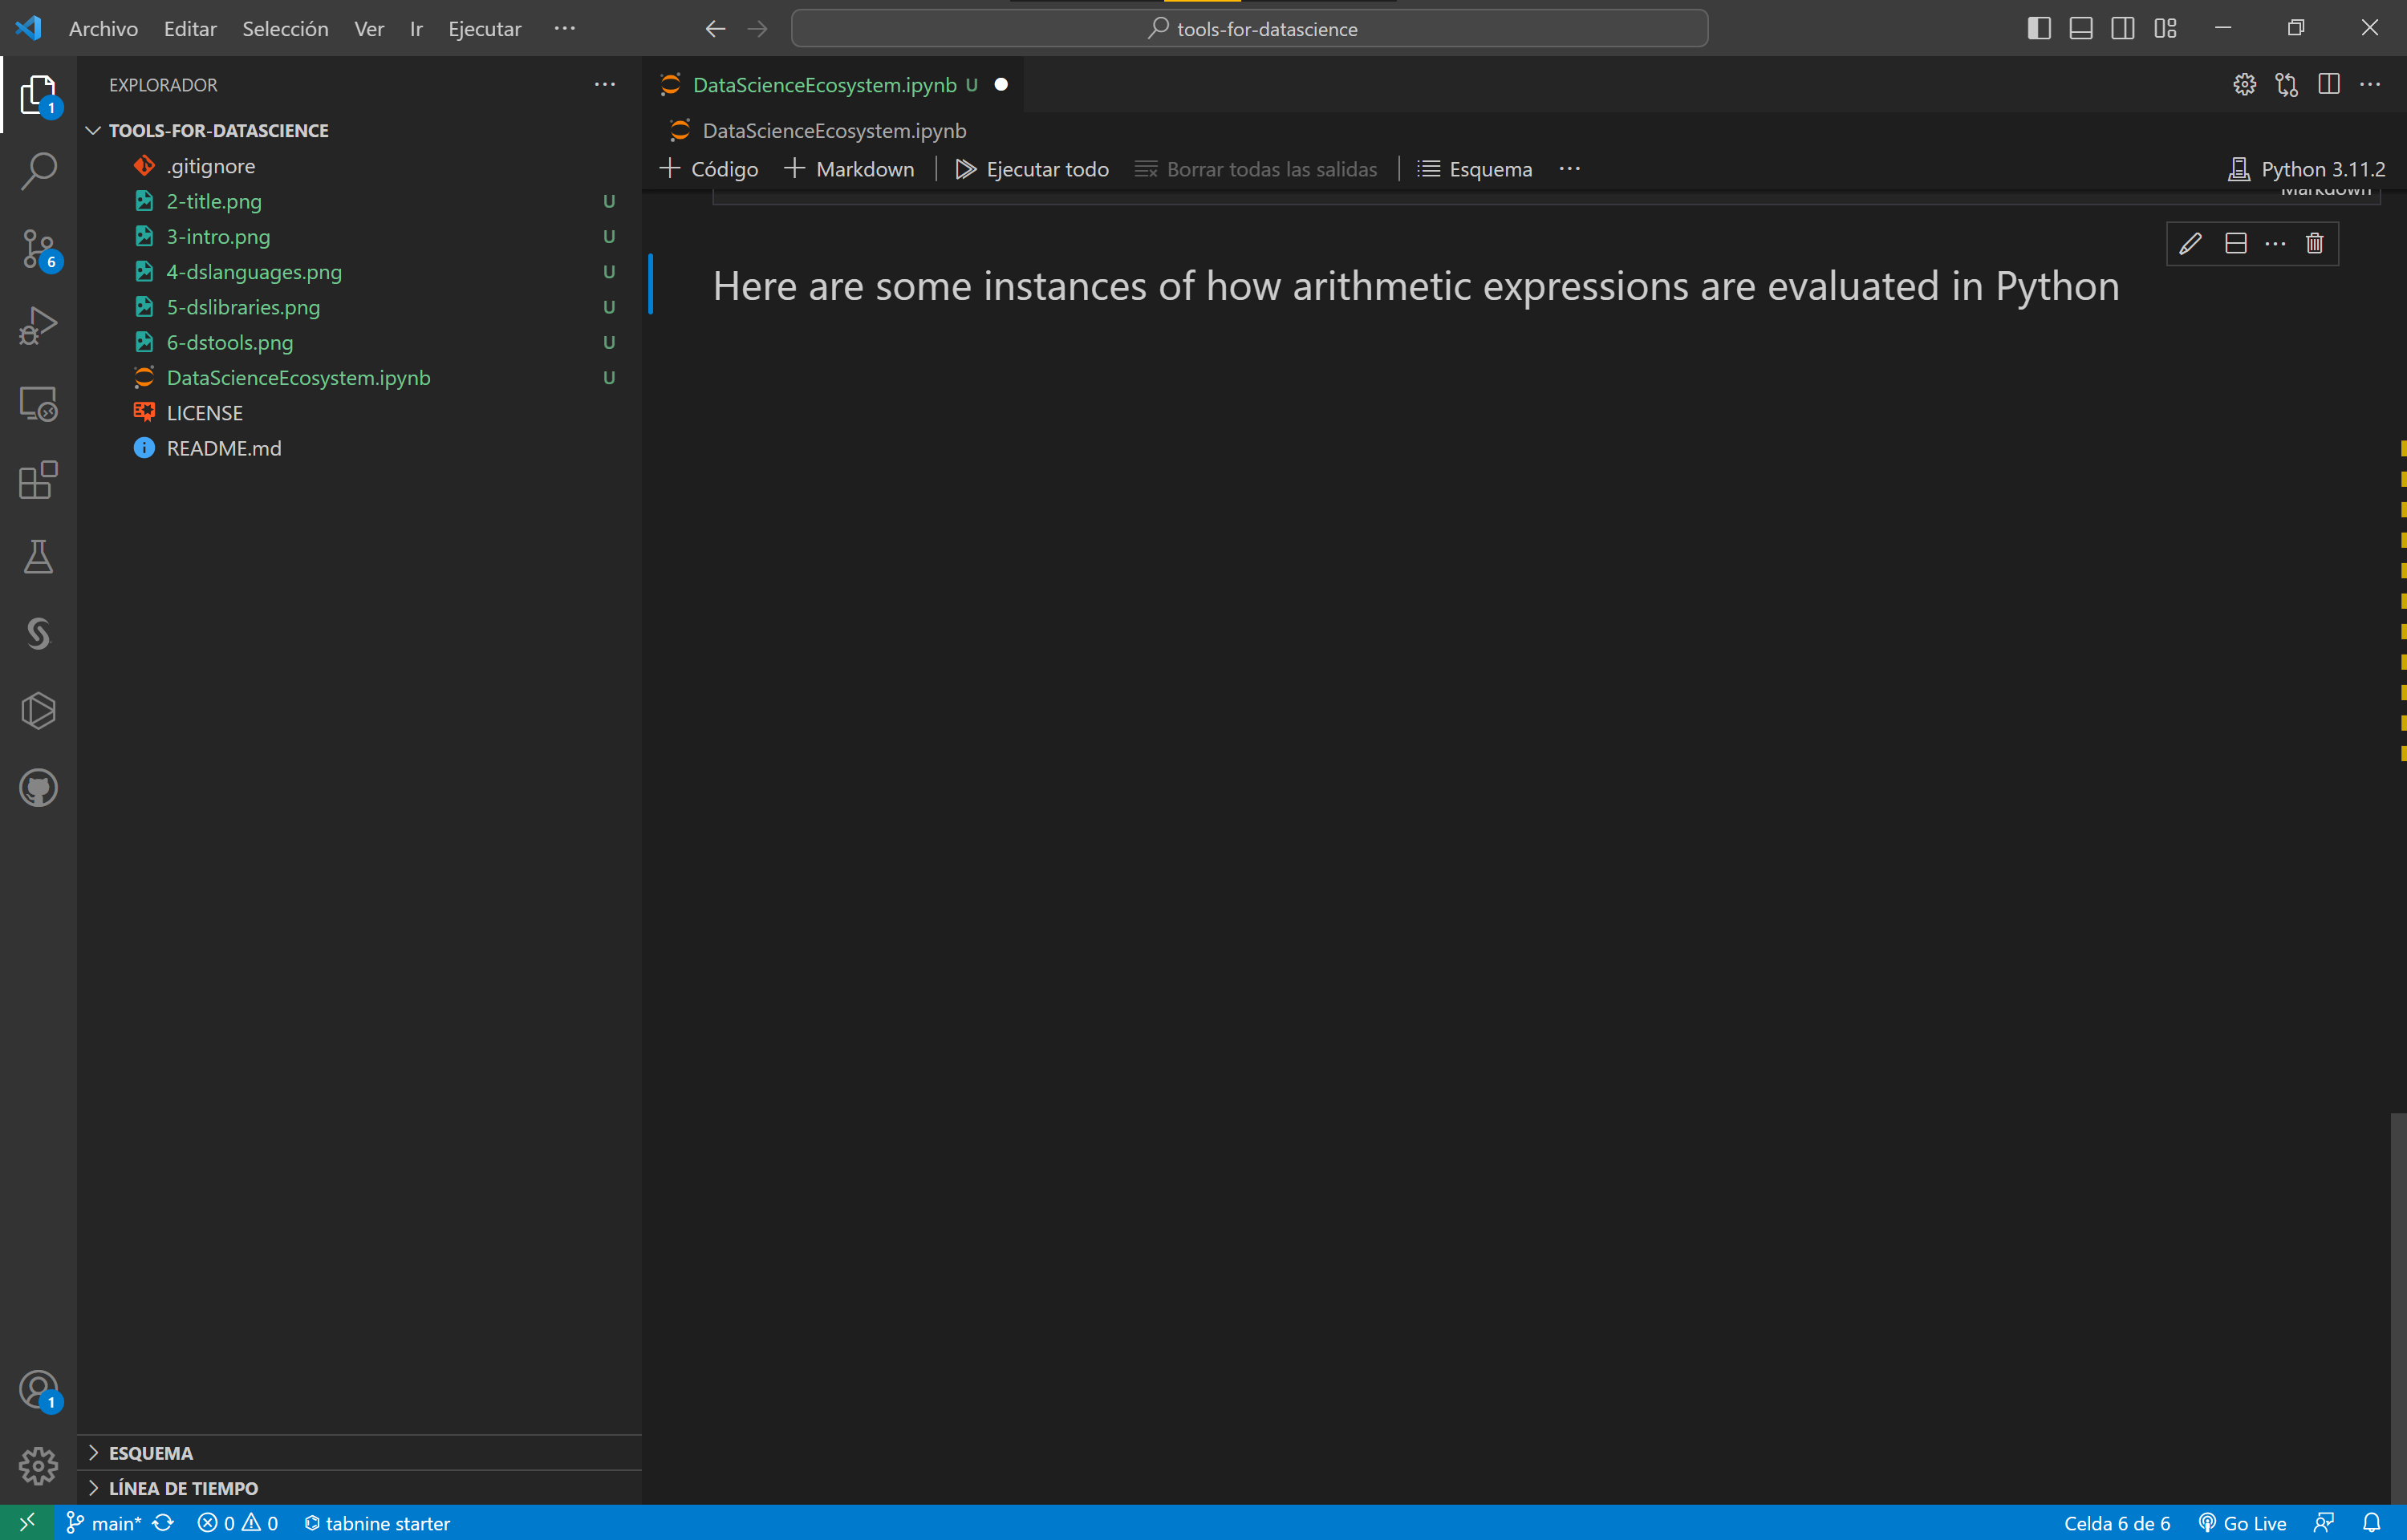 Archivo Editar Selección Ver Ir Ejecutar ··· tools-for-datascience
EXPLORADOR
TOOLS-FOR-DATASCIENCE
.gitignore
2-title.png U
3-intro.png U
4-dslanguages.png U
5-dslibraries.png U
6-dstools.png U
DataScienceEcosystem.ipynb U
LICENSE
README.md
1
6
1
ESQUEMA
LÍNEA DE TIEMPO
DataScienceEcosystem.ipynb U
DataScienceEcosystem.ipynb
Código Markdown Ejecutar todo Borrar todas las salidas Esquema ··· Python 3.11.2
Markdown
Here are some instances of how arithmetic expressions are evaluated in Python
main* 0 0 tabnine starter Celda 6 de 6 Go Live